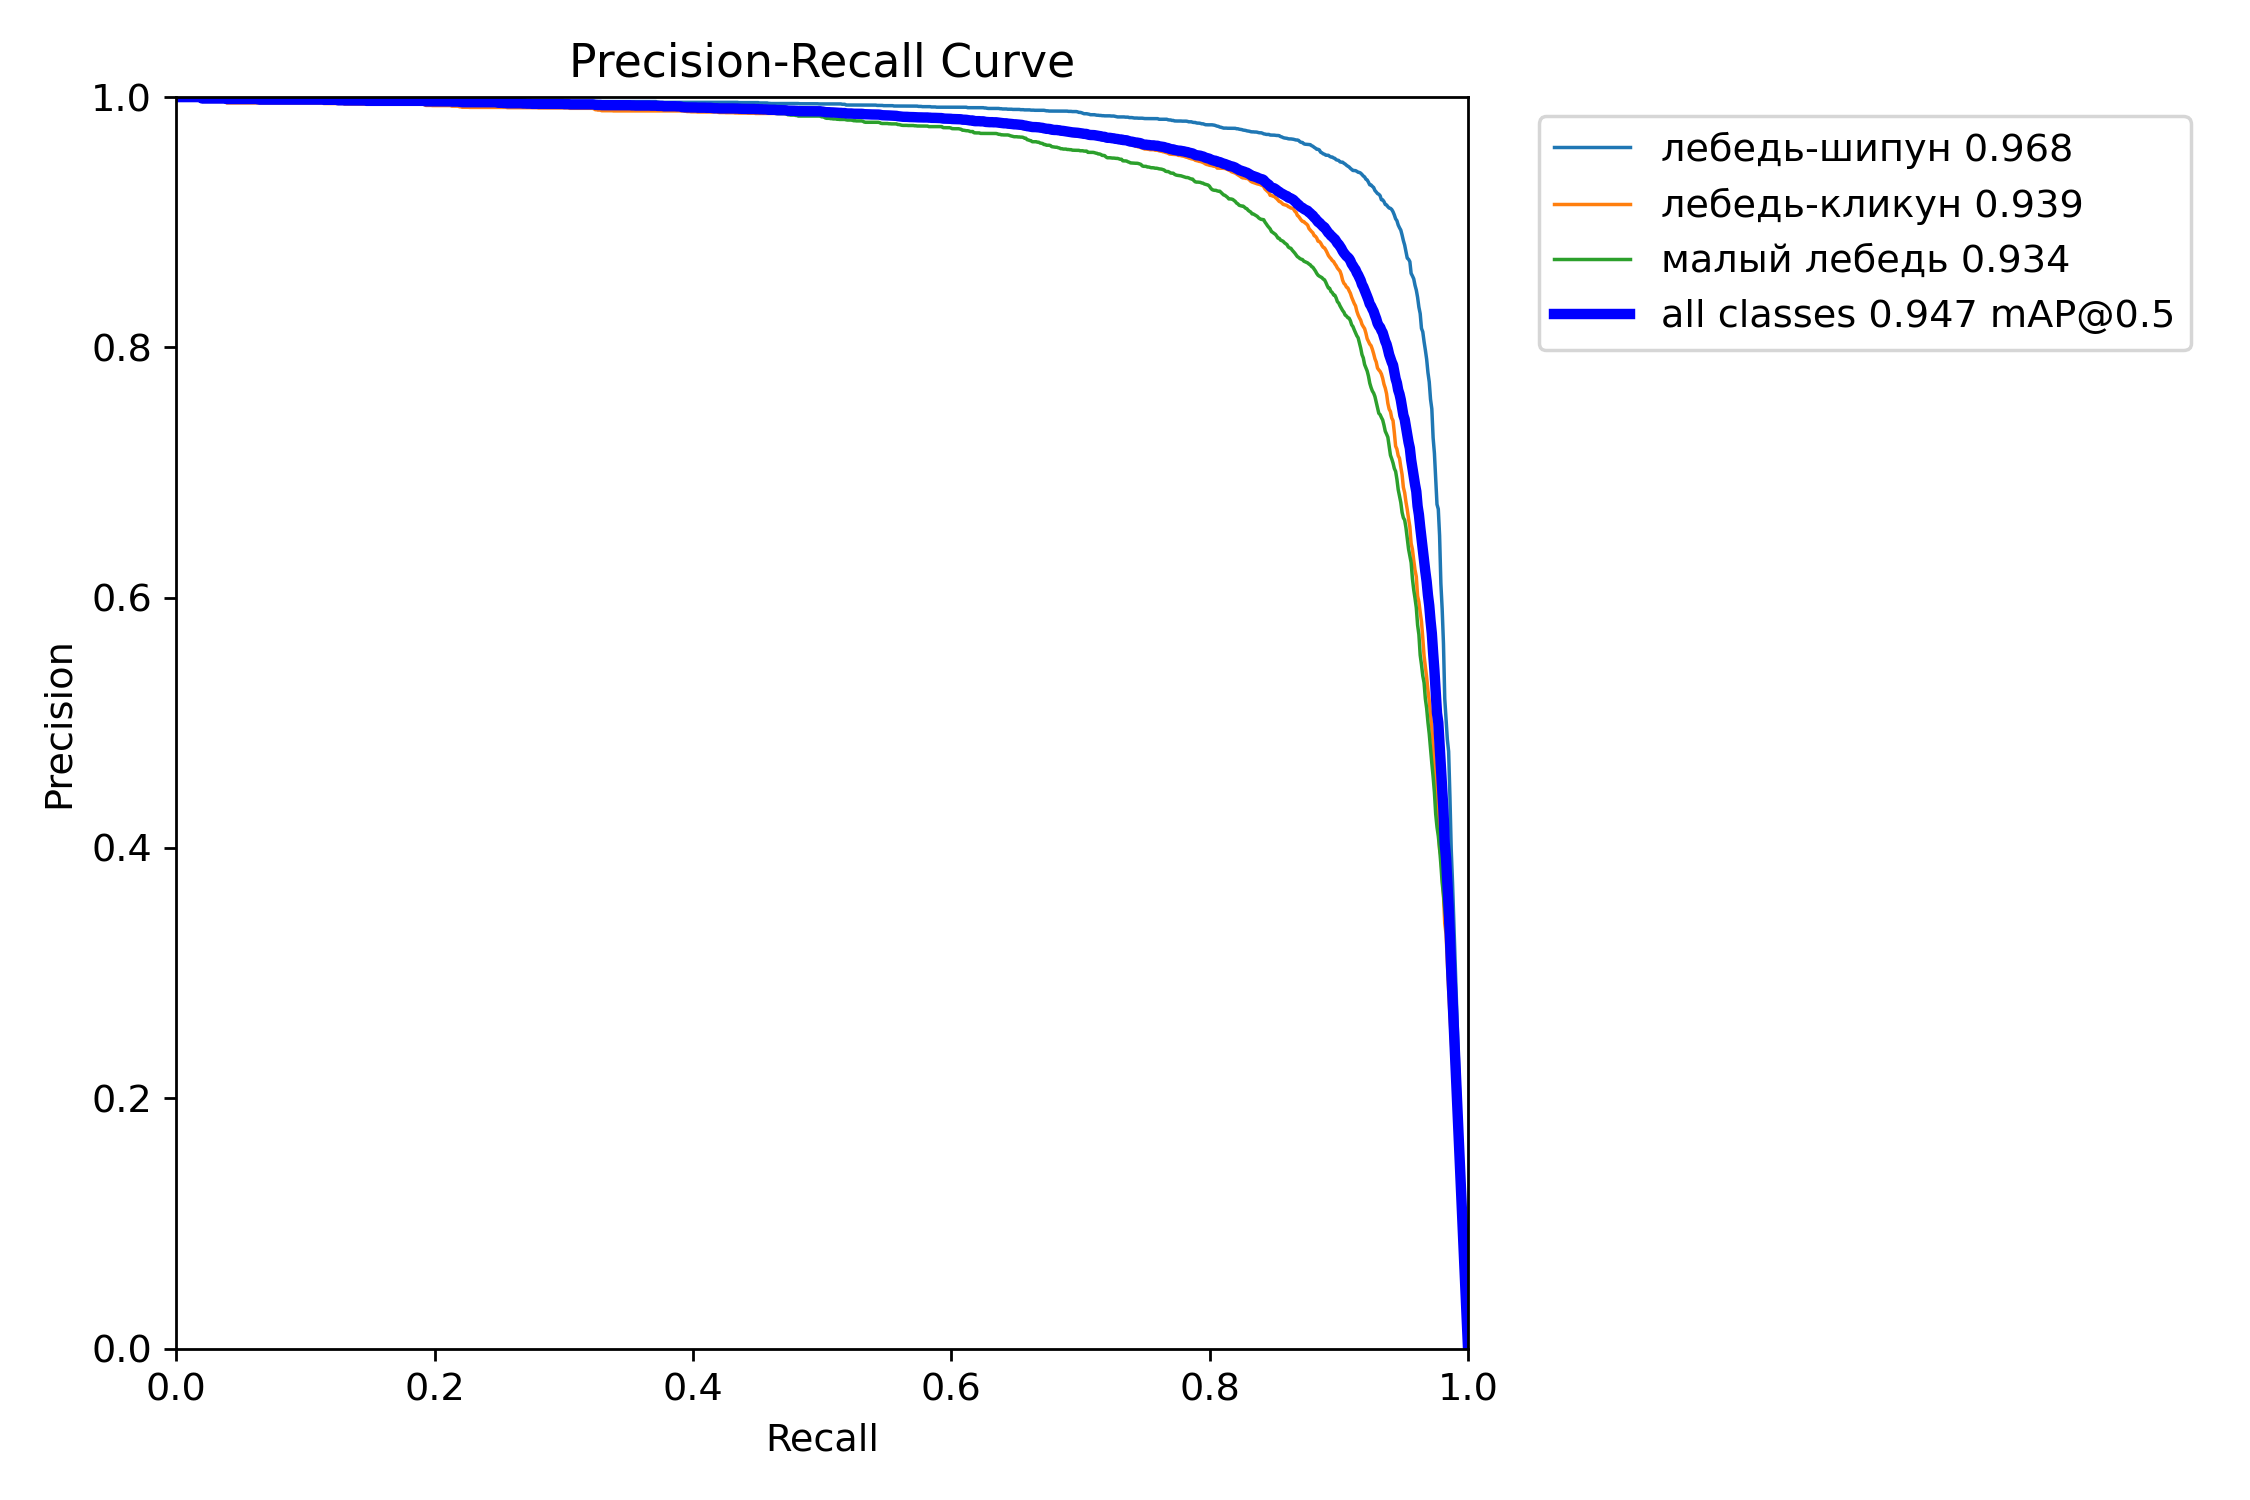 Precision-Recall Curve
1.0
0.8
0.6
0.4
0.2
0.0
Precision
0.0 0.2 0.4 0.6 0.8 1.0
Recall
лебедь-шипун 0.968
лебедь-кликун 0.939
малый лебедь 0.934
all classes 0.947 mAP@0.5